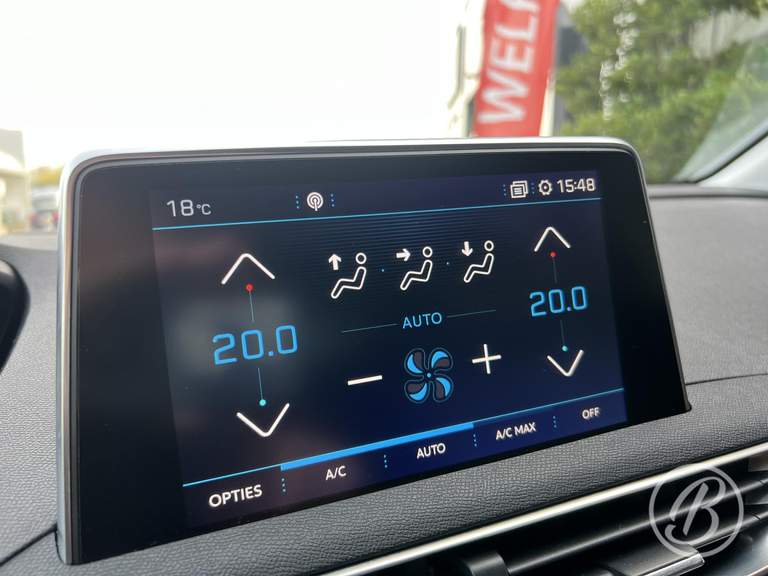 WEL
18°C
15:48
20.0
20.0
AUTO
OPTIES
A/C
AUTO
A/C MAX
OFF
B